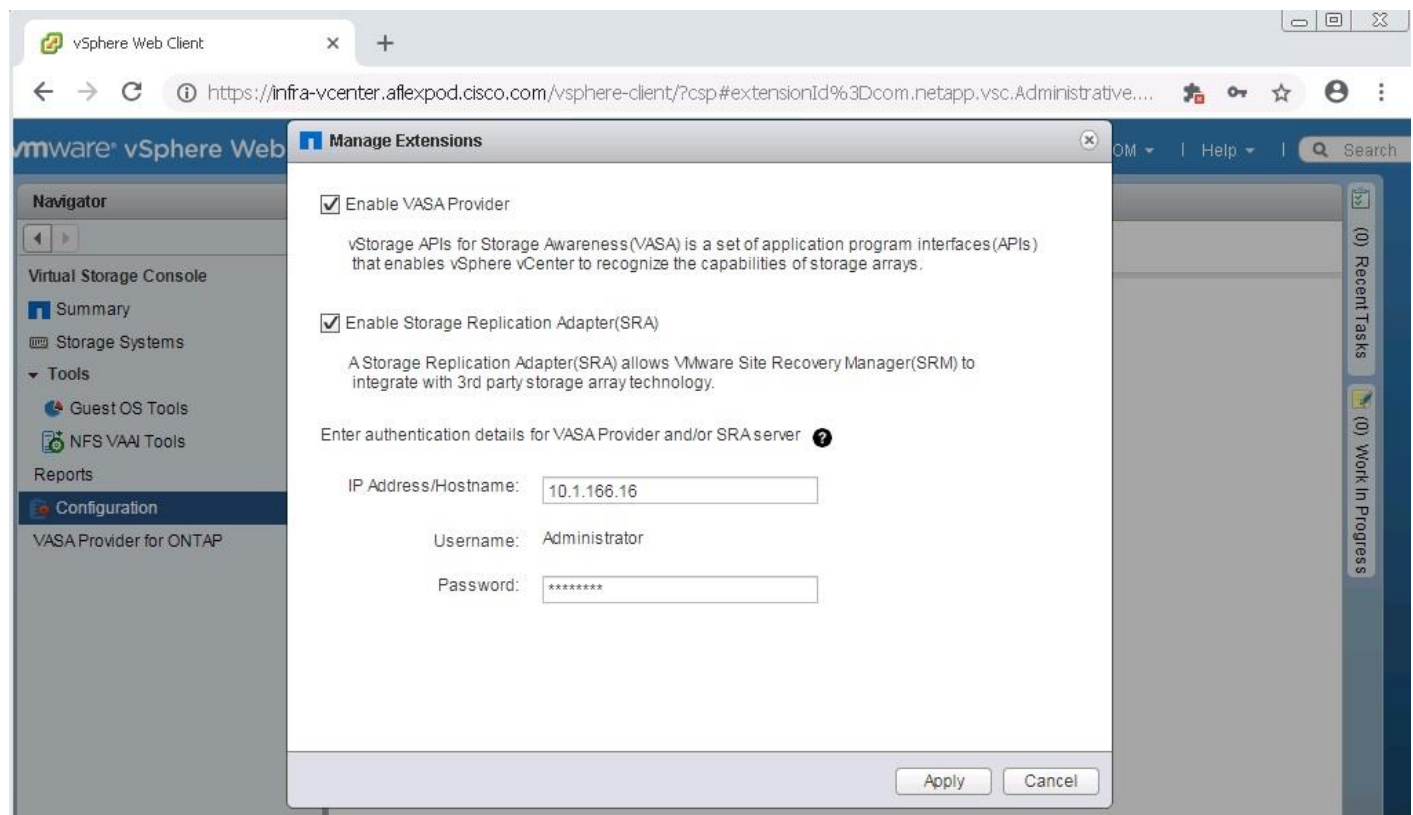 vSphere Web Client
https://infra-vcenter.aflexpod.cisco.com/vsphere-client/?csp#extensionId%3Dcom.netapp.vsc.Administrative....
vmware® vSphere Web
OM
Help
Search
Manage Extensions
Navigator
Virtual Storage Console
Summary
Storage Systems
Tools
Guest OS Tools
NFS VAAI Tools
Reports
Configuration
VASA Provider for ONTAP
Enable VASA Provider
vStorage APIs for Storage Awareness(VASA) is a set of application program interfaces(APIs)
that enables vSphere vCenter to recognize the capabilities of storage arrays.
Enable Storage Replication Adapter(SRA)
A Storage Replication Adapter(SRA) allows VMware Site Recovery Manager(SRM) to
integrate with 3rd party storage array technology.
Enter authentication details for VASA Provider and/or SRA server ?
IP Address/Hostname: 10.1.166.16
Username: Administrator
Password: ********
Apply
Cancel
(0) Recent Tasks
(0) Work In Progress